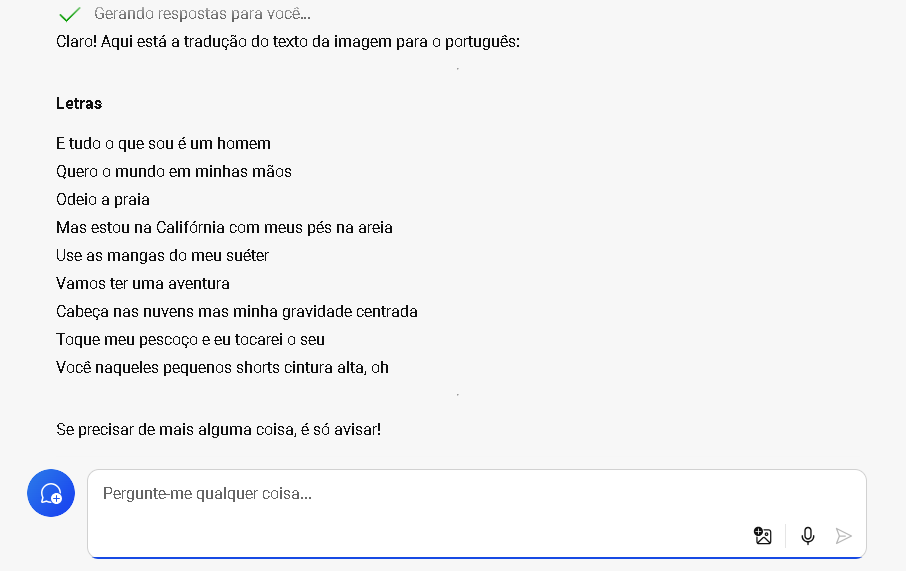 Gerando respostas para você...
Claro! Aqui está a tradução do texto da imagem para o português:
Letras
E tudo o que sou é um homem
Quero o mundo em minhas mãos
Odeio a praia
Mas estou na Califórnia com meus pés na areia
Use as mangas do meu suéter
Vamos ter uma aventura
Cabeça nas nuvens mas minha gravidade centrada
Toque meu pescoço e eu tocarei o seu
Você naqueles pequenos shorts cintura alta, oh
Se precisar de mais alguma coisa, é só avisar!
Pergunte-me qualquer coisa...